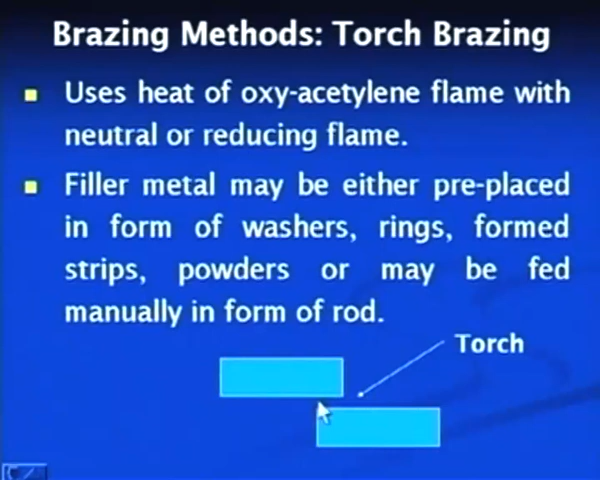 Brazing Methods: Torch Brazing
Uses heat of oxy-acetylene flame with
neutral or reducing flame.
Filler metal may be either pre-placed
in form of washers, rings, formed
strips, powders or may be fed
manually in form of rod.
Torch